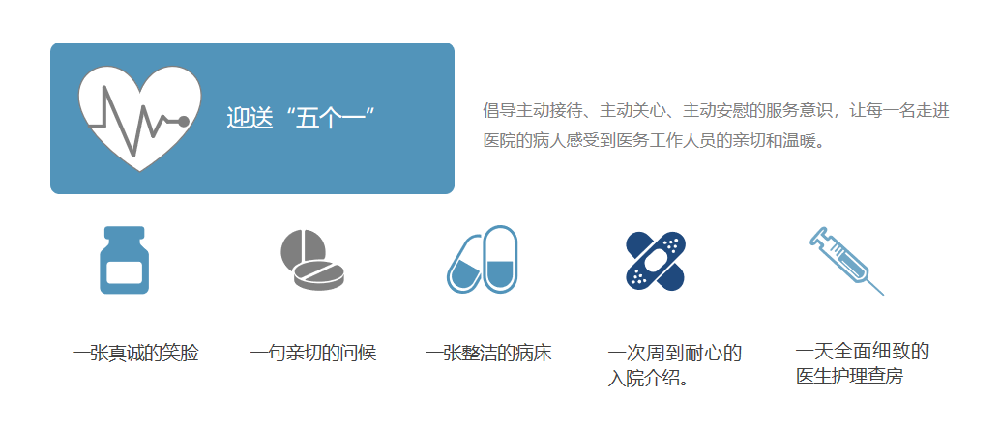 迎送“五个一”
倡导主动接待、主动关心、主动安慰的服务意识，让每一名走进
医院的病人感受到医务工作人员的亲切和温暖。
一张真诚的笑脸
一句亲切的问候
一张整洁的病床
一次周到耐心的
入院介绍。
一天全面细致的
医生护理查房